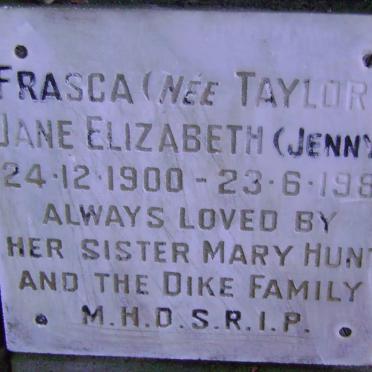 FRASCA (NÉE TAYLOR
JANE ELIZABETH (JENNY
24·12·1900 - 23·6·198
ALWAYS LOVED BY
HER SISTER MARY HUNT
AND THE DIKE FAMILY
M.H.D.S.R.I.P.